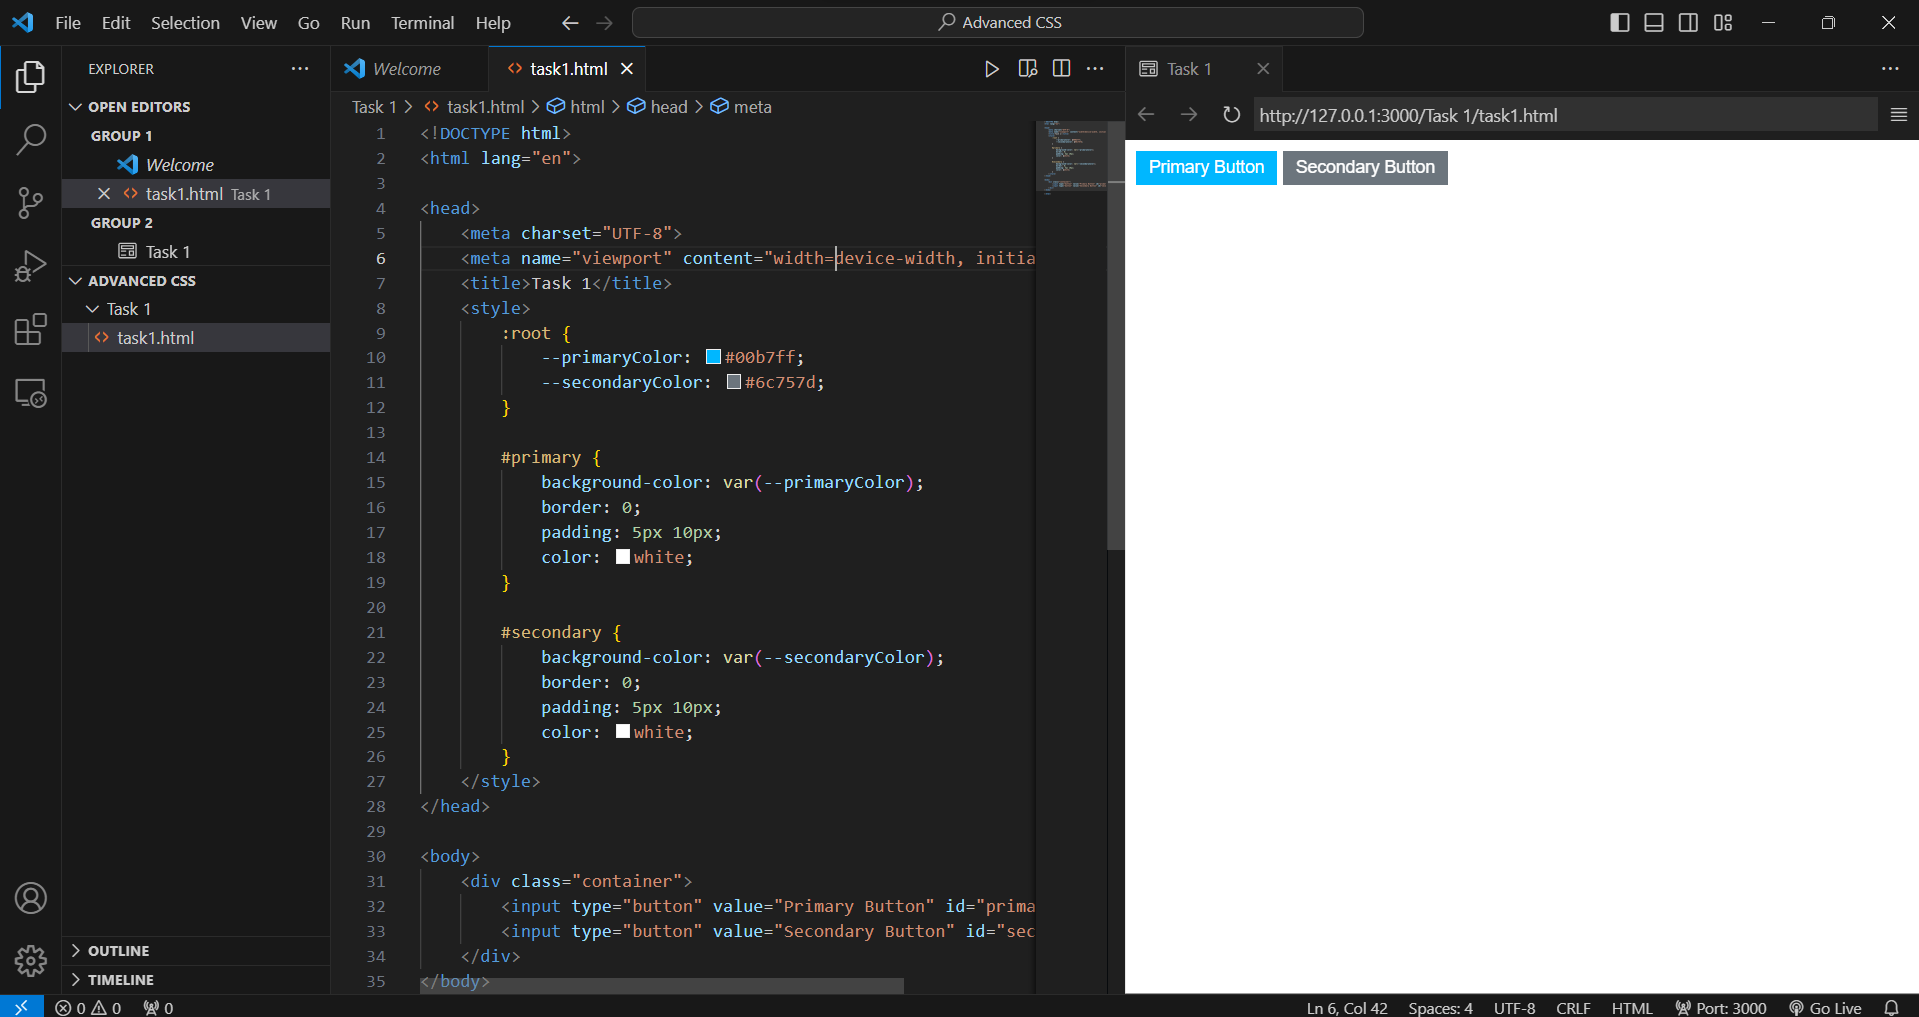 File Edit Selection View Go Run Terminal Help
Advanced CSS
EXPLORER
OPEN EDITORS
GROUP 1
Welcome
task1.html Task 1
GROUP 2
Task 1
ADVANCED CSS
Task 1
task1.html
OUTLINE
TIMELINE
Welcome
task1.html
Task 1 > task1.html > html > head > meta
1 <!DOCTYPE html>
2 <html lang="en">
3
4 <head>
5 <meta charset="UTF-8">
6 <meta name="viewport" content="width=device-width, initia
7 <title>Task 1</title>
8 <style>
9 :root {
10 --primaryColor: #00b7ff;
11 --secondaryColor: #6c757d;
12 }
13
14 #primary {
15 background-color: var(--primaryColor);
16 border: 0;
17 padding: 5px 10px;
18 color: white;
19 }
20
21 #secondary {
22 background-color: var(--secondaryColor);
23 border: 0;
24 padding: 5px 10px;
25 color: white;
26 }
27 </style>
28 </head>
29
30 <body>
31 <div class="container">
32 <input type="button" value="Primary Button" id="prima
33 <input type="button" value="Secondary Button" id="sec
34 </div>
35 </body>
Task 1
http://127.0.0.1:3000/Task 1/task1.html
Primary Button Secondary Button
0 0 0
Ln 6, Col 42 Spaces: 4 UTF-8 CRLF HTML Port: 3000 Go Live